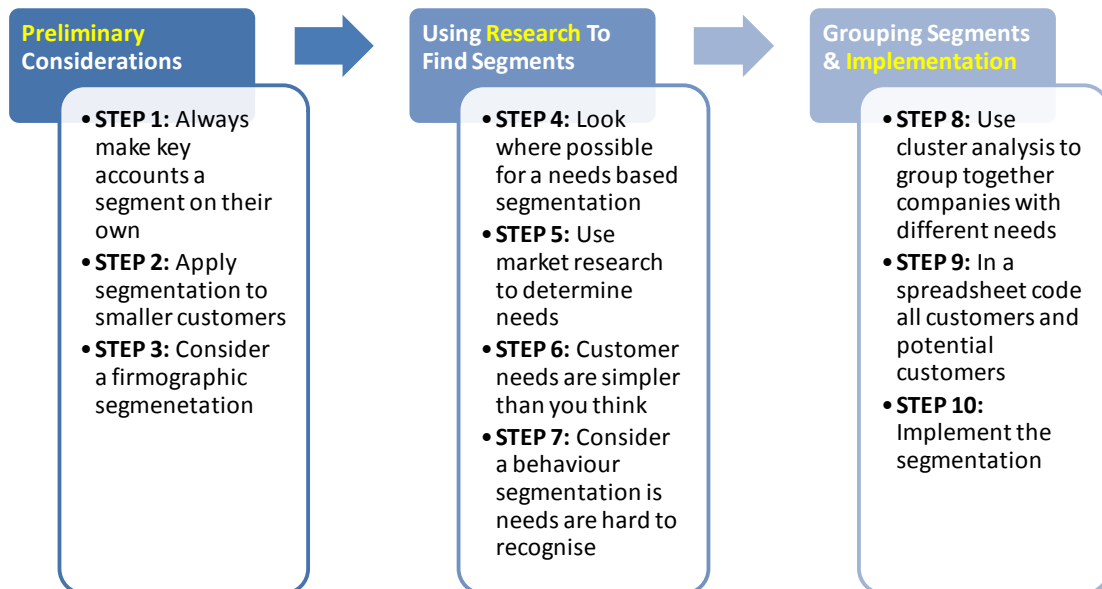 Preliminary
Considerations
• STEP 1: Always
make key
accounts a
segment on their
own
• STEP 2: Apply
segmentation to
smaller customers
• STEP 3: Consider
a firmographic
segmenetation
Using Research To
Find Segments
• STEP 4: Look
where possible
for a needs based
segmentation
• STEP 5: Use
market research
to determine
needs
• STEP 6: Customer
needs are simpler
than you think
• STEP 7: Consider
a behaviour
segmentation is
needs are hard to
recognise
Grouping Segments
& Implementation
• STEP 8: Use
cluster analysis to
group together
companies with
different needs
• STEP 9: In a
spreadsheet code
all customers and
potential
customers
• STEP 10:
Implement the
segmentation